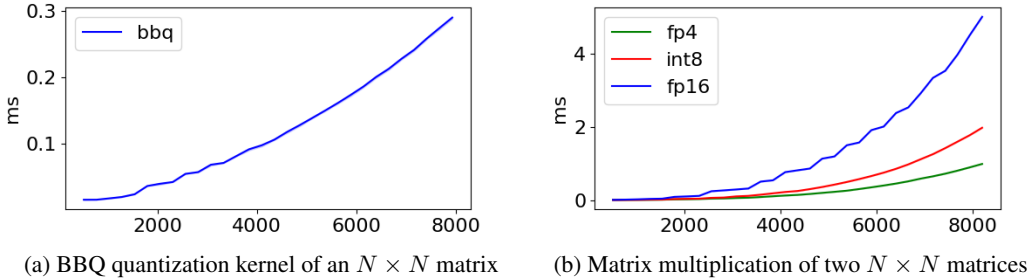 0.3
0.2
0.1
ms
bbq
2000 4000 6000 8000
(a) BBQ quantization kernel of an N × N matrix
4
2
0
ms
fp4
int8
fp16
2000 4000 6000 8000
(b) Matrix multiplication of two N × N matrices